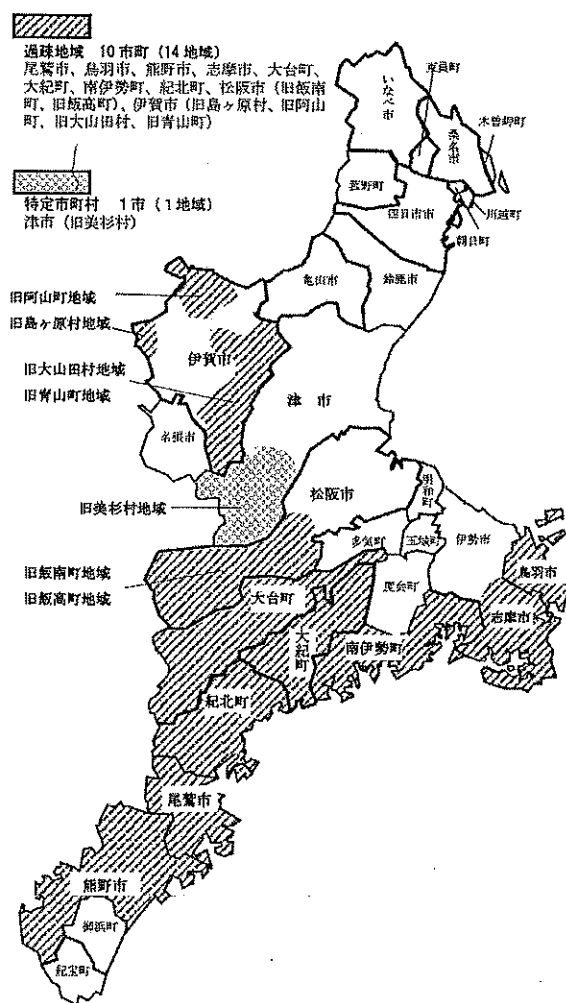 過疎地域 10市町(14地域)
尾鷲市、鳥羽市、熊野市、志摩市、大台町、
大紀町、南伊勢町、紀北町、松阪市(旧飯南
町、旧飯高町)、伊賀市(旧島ヶ原村、旧阿山
町、旧大山田村、旧青山町)
特定市町村 1市(1地域)
津市(旧美杉村)
いなべ市
東員町
桑名市
木曽岬町
菰野町
四日市市
川越町
朝日町
亀山市
鈴鹿市
旧阿山町地域
旧島ヶ原村地域
伊賀市
旧大山田村地域
旧青山町地域
津市
名張市
旧美杉村地域
松阪市
明和町
多気町
玉城町
伊勢市
鳥羽市
旧飯南町地域
旧飯高町地域
大台町
度会町
志摩市
大紀町
南伊勢町
紀北町
尾鷲市
熊野市
御浜町
紀宝町